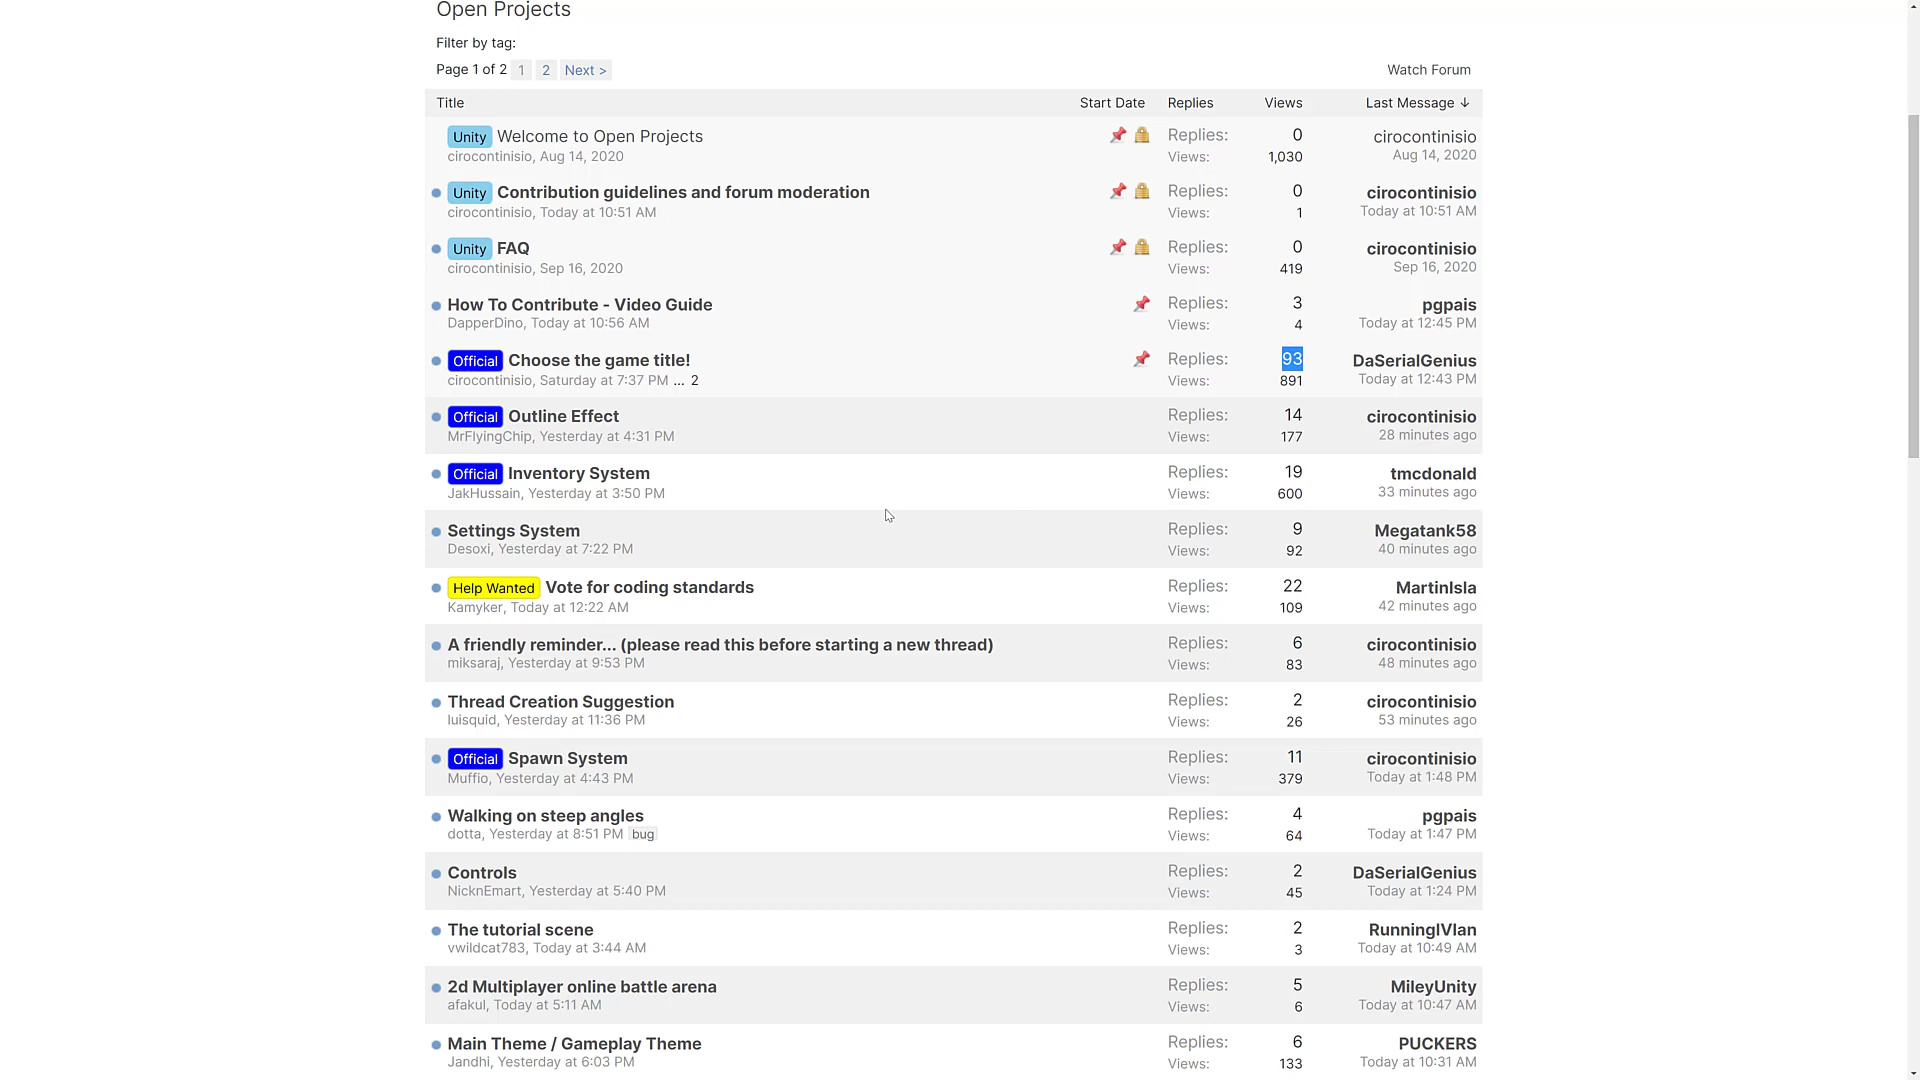 Open Projects
Filter by tag:
Page 1 of 2 1 2 Next > Watch Forum
Title Start Date Replies Views Last Message ↓
Unity Welcome to Open Projects Replies: 0 cirocontinisio
cirocontinisio, Aug 14, 2020 Views: 1,030 Aug 14, 2020
Unity Contribution guidelines and forum moderation Replies: 0 cirocontinisio
cirocontinisio, Today at 10:51 AM Views: 1 Today at 10:51 AM
Unity FAQ Replies: 0 cirocontinisio
cirocontinisio, Sep 16, 2020 Views: 419 Sep 16, 2020
How To Contribute - Video Guide Replies: 3 pgpais
DapperDino, Today at 10:56 AM Views: 4 Today at 12:45 PM
Official Choose the game title! Replies: 93 DaSerialGenius
cirocontinisio, Saturday at 7:37 PM ... 2 Views: 891 Today at 12:43 PM
Official Outline Effect Replies: 14 cirocontinisio
MrFlyingChip, Yesterday at 4:31 PM Views: 177 28 minutes ago
Official Inventory System Replies: 19 tmcdonald
JakHussain, Yesterday at 3:50 PM Views: 600 33 minutes ago
Settings System Replies: 9 Megatank58
Desoxi, Yesterday at 7:22 PM Views: 92 40 minutes ago
Help Wanted Vote for coding standards Replies: 22 MartinIsla
Kamyker, Today at 12:22 AM Views: 109 42 minutes ago
A friendly reminder... (please read this before starting a new thread) Replies: 6 cirocontinisio
miksaraj, Yesterday at 9:53 PM Views: 83 48 minutes ago
Thread Creation Suggestion Replies: 2 cirocontinisio
luisquid, Yesterday at 11:36 PM Views: 26 53 minutes ago
Official Spawn System Replies: 11 cirocontinisio
Muffio, Yesterday at 4:43 PM Views: 379 Today at 1:48 PM
Walking on steep angles Replies: 4 pgpais
dotta, Yesterday at 8:51 PM bug Views: 64 Today at 1:47 PM
Controls Replies: 2 DaSerialGenius
NicknEmart, Yesterday at 5:40 PM Views: 45 Today at 1:24 PM
The tutorial scene Replies: 2 RunningIVIan
vwildcat783, Today at 3:44 AM Views: 3 Today at 10:49 AM
2d Multiplayer online battle arena Replies: 5 MileyUnity
afakul, Today at 5:11 AM Views: 6 Today at 10:47 AM
Main Theme / Gameplay Theme Replies: 6 PUCKERS
Jandhi, Yesterday at 6:03 PM Views: 133 Today at 10:31 AM